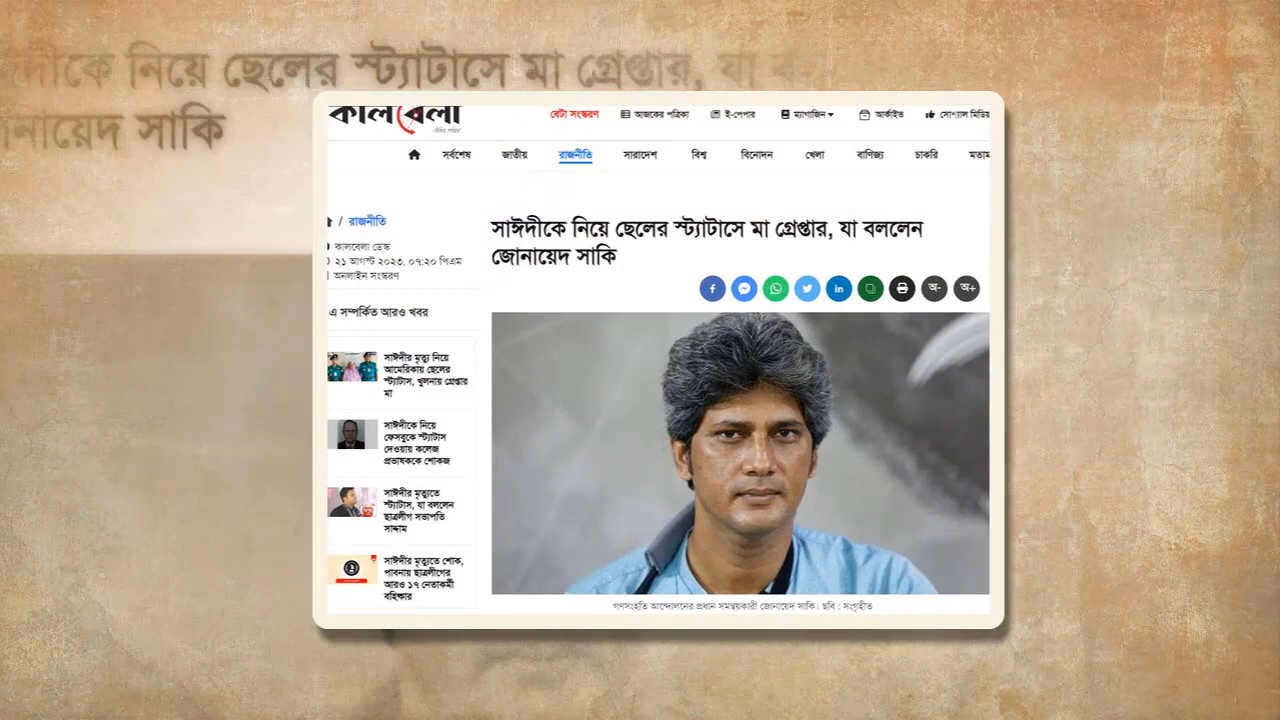 দীকে নিয়ে ছেলের স্ট্যাটাসে মা গ্রেপ্তার, যা
নায়েদ সাকি
কালবেলা
বেটা সংস্করণ
আজকের পত্রিকা
ই-পেপার
ম্যাগাজিন
আর্কাইভ
সোশ্যাল মিডিয়
সর্বশেষ
জাতীয়
রাজনীতি
সারাদেশ
বিশ্ব
বিনোদন
খেলা
বাণিজ্য
চাকরি
মতাম
/ রাজনীতি
কালবেলা ডেস্ক
২১ আগস্ট ২০২৩, ০৭:২০ পিএম
অনলাইন সংস্করণ
এ সম্পর্কিত আরও খবর
সাঈদীর মৃত্যু নিয়ে
আমেরিকায় ছেলের
স্ট্যাটাস, খুলনায় গ্রেপ্তার
মা
সাঈদীকে নিয়ে
ফেসবুকে স্ট্যাটাস
দেওয়ায় কলেজ
প্রভাষককে শোকজ
সাঈদীর মৃত্যুতে
স্ট্যাটাস, যা বললেন
ছাত্রলীগ সভাপতি
সাদ্দাম
সাঈদীর মৃত্যুতে শোক,
পাবনায় ছাত্রলীগের
আরও ১৭ নেতাকর্মী
বহিষ্কার
সাঈদীকে নিয়ে ছেলের স্ট্যাটাসে মা গ্রেপ্তার, যা বললেন
জোনায়েদ সাকি
অ-
অ+
গণসংহতি আন্দোলনের প্রধান সমন্বয়কারী জোনায়েদ সাকি। ছবি : সংগৃহীত